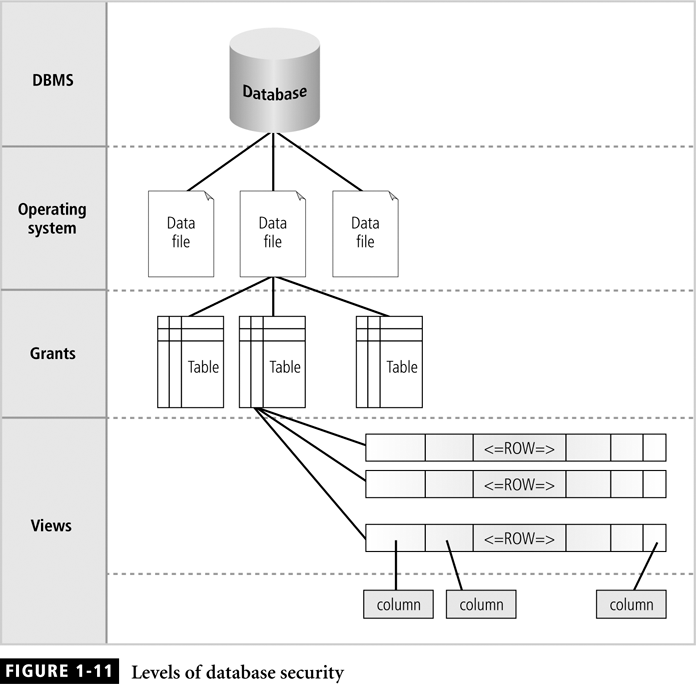 DBMS
Database
Operating
system
Data
file
Data
file
Data
file
Grants
Table
Table
Table
Views
<=ROW=>
<=ROW=>
<=ROW=>
column
column
column
FIGURE 1-11 Levels of database security